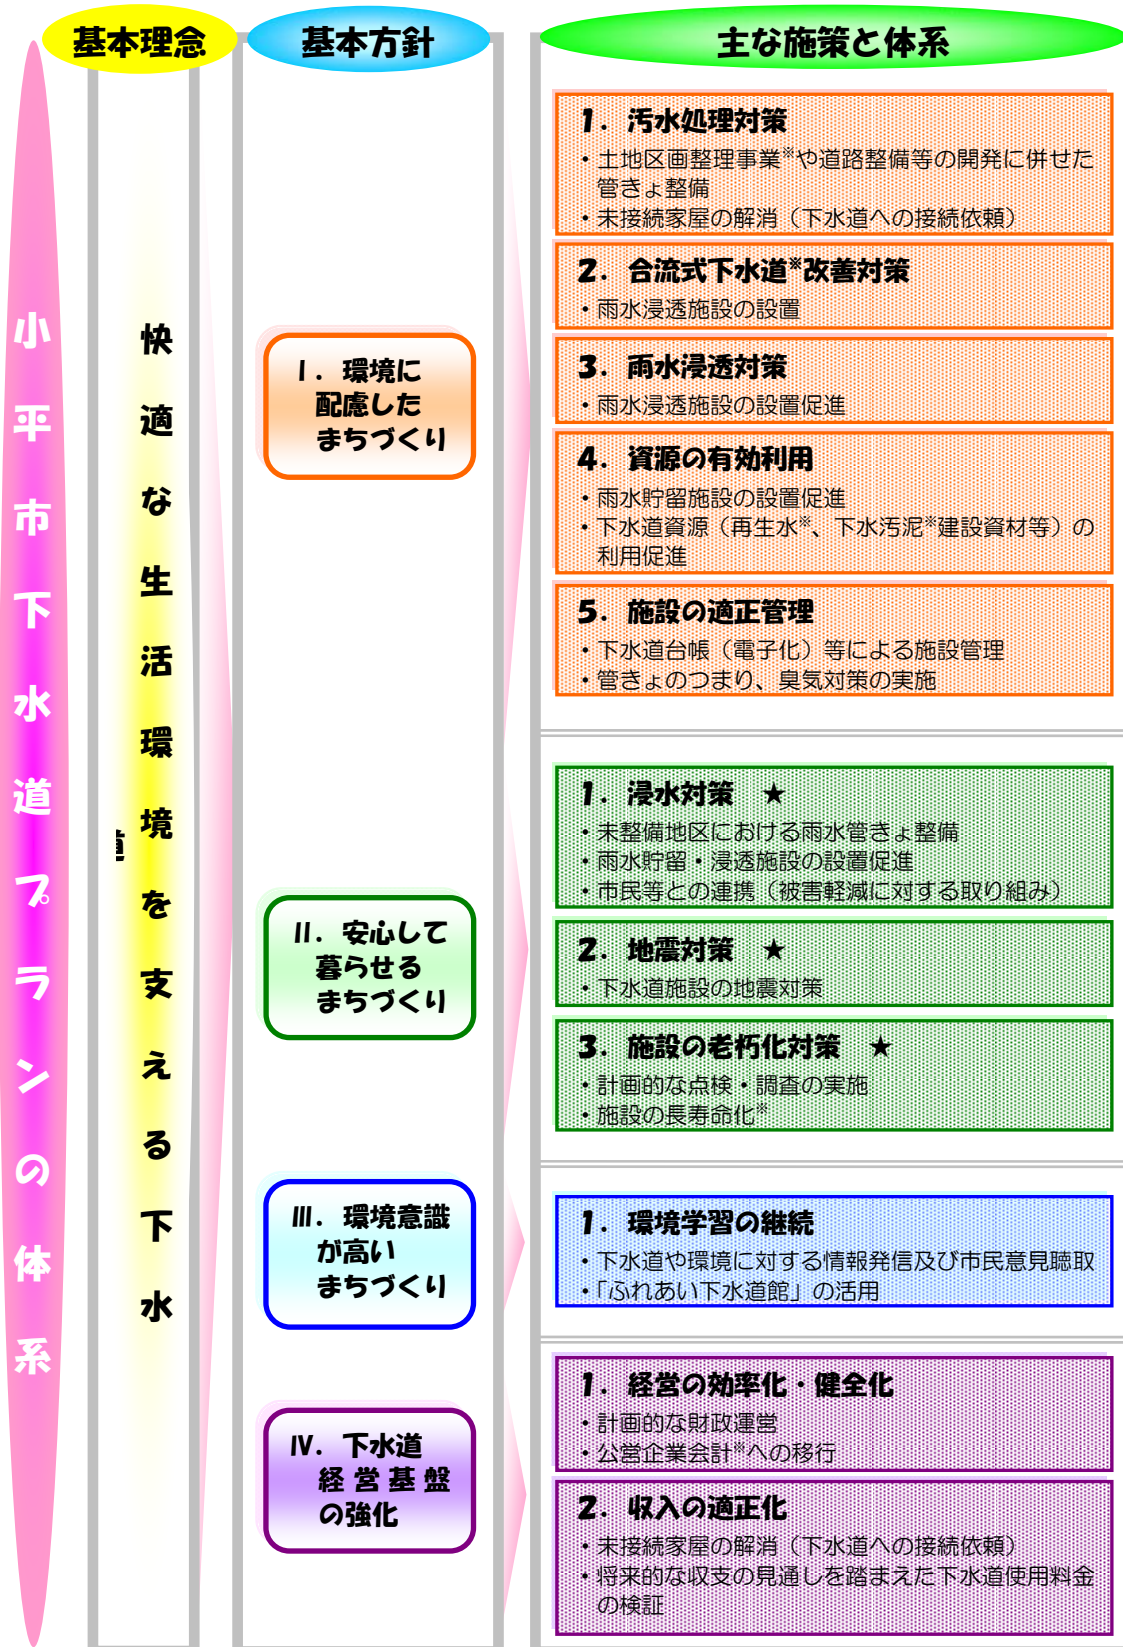 小平市下水道プランの体系
基本理念
快適な生活環境を支える下水
道
基本方針
Ⅰ．環境に
配慮した
まちづくり
Ⅱ．安心して
暮らせる
まちづくり
Ⅲ．環境意識
が高い
まちづくり
Ⅳ．下水道
経営基盤
の強化
主な施策と体系
1．汚水処理対策
・土地区画整理事業※や道路整備等の開発に併せた
管きょ整備
・未接続家屋の解消（下水道への接続依頼）
2．合流式下水道※改善対策
・雨水浸透施設の設置
3．雨水浸透対策
・雨水浸透施設の設置促進
4．資源の有効利用
・雨水貯留施設の設置促進
・下水道資源（再生水※、下水汚泥※建設資材等）の
利用促進
5．施設の適正管理
・下水道台帳（電子化）等による施設管理
・管きょのつまり、臭気対策の実施
1．浸水対策　★
・未整備地区における雨水管きょ整備
・雨水貯留・浸透施設の設置促進
・市民等との連携（被害軽減に対する取り組み）
2．地震対策　★
・下水道施設の地震対策
3．施設の老朽化対策　★
・計画的な点検・調査の実施
・施設の長寿命化※
1．環境学習の継続
・下水道や環境に対する情報発信及び市民意見聴取
・「ふれあい下水道館」の活用
1．経営の効率化・健全化
・計画的な財政運営
・公営企業会計※への移行
2．収入の適正化
・未接続家屋の解消（下水道への接続依頼）
・将来的な収支の見通しを踏まえた下水道使用料金
の検証